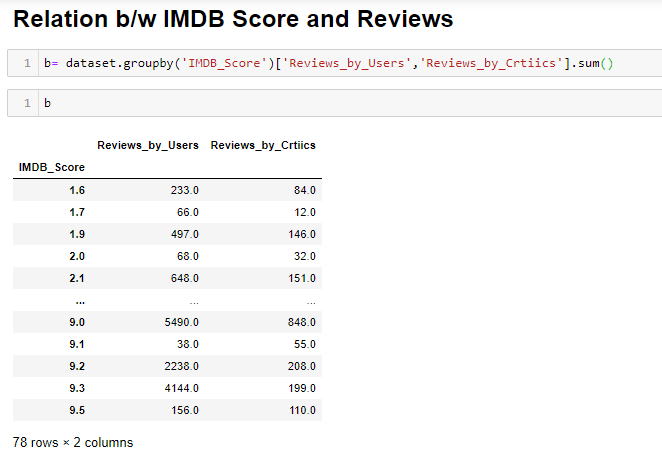 Relation b/w IMDB Score and Reviews
1 b= dataset.groupby('IMDB_Score')['Reviews_by_Users','Reviews_by_Crtiics'].sum()
1 b
Reviews_by_Users Reviews_by_Crtiics
IMDB_Score
1.6 233.0 84.0
1.7 66.0 12.0
1.9 497.0 146.0
2.0 68.0 32.0
2.1 648.0 151.0
... ... ...
9.0 5490.0 848.0
9.1 38.0 55.0
9.2 2238.0 208.0
9.3 4144.0 199.0
9.5 156.0 110.0
78 rows × 2 columns